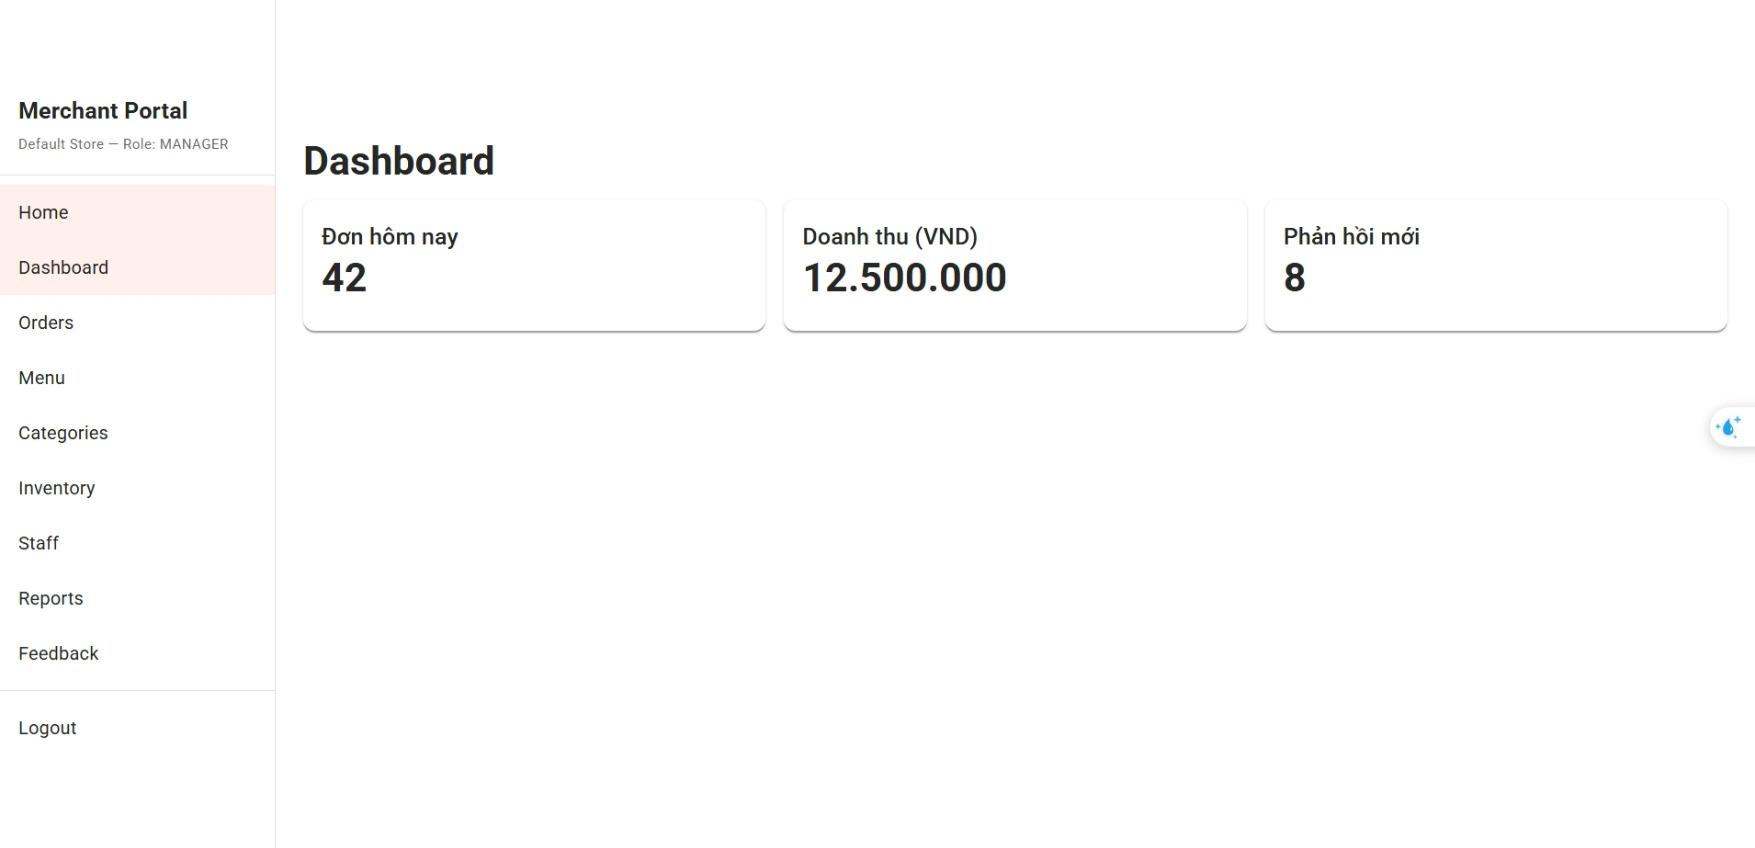 Merchant Portal
Default Store — Role: MANAGER
Home
Dashboard
Orders
Menu
Categories
Inventory
Staff
Reports
Feedback
Logout
Dashboard
Đơn hôm nay
42
Doanh thu (VND)
12.500.000
Phản hồi mới
8